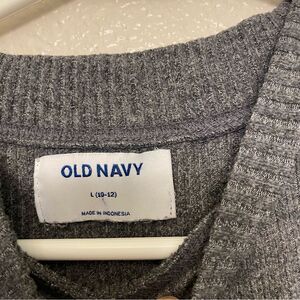 OLD NAVY
L (10-12)
MADE IN INDONESIA